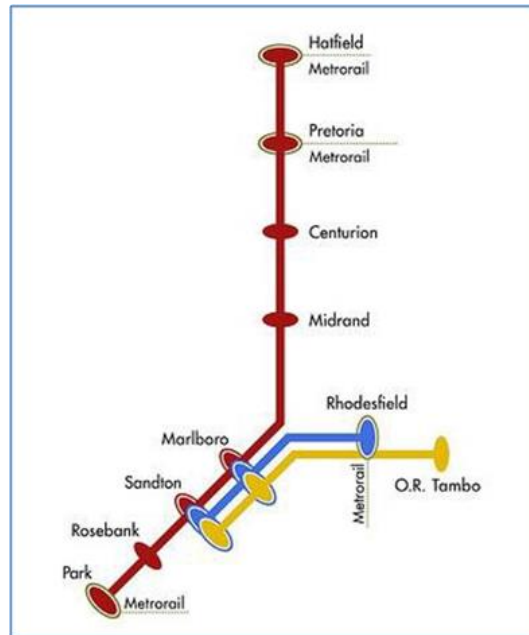 Hatfield
Metrorail
Pretoria
Metrorail
Centurion
Midrand
Rhodesfield
Marlboro
Metrorail
O.R. Tambo
Sandton
Rosebank
Park
Metrorail